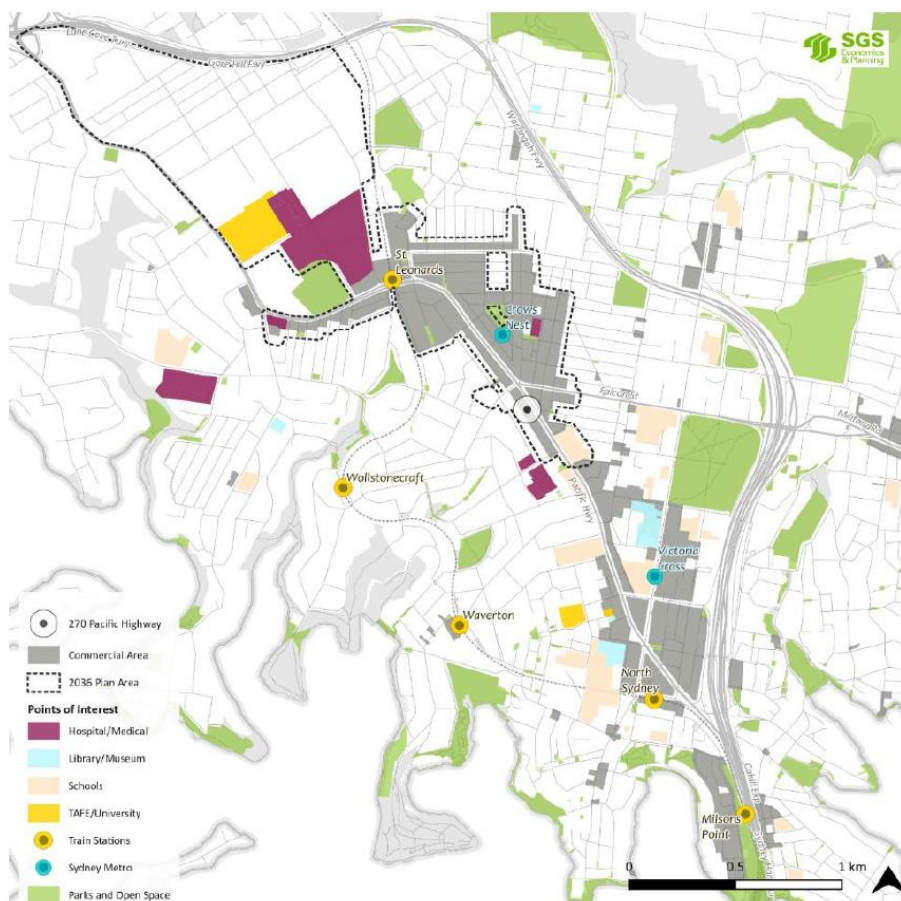 SGS
Economics
& Planning
Lane Cove Twy
Gore Hill Fwy
Warringah Fwy
St
Leonards
Crows
Nest
Falcon St
Military Rd
Wollstonecraft
Pacific Hwy
Victoria
Cross
Waverton
North
Sydney
Cahill Exp
Milsons
Point
270 Pacific Highway
Commercial Area
2036 Plan Area
Points of Interest
Hospital/Medical
Library/Museum
Schools
TAFE/University
Train Stations
Sydney Metro
Parks and Open Space
0 0.5 1 km